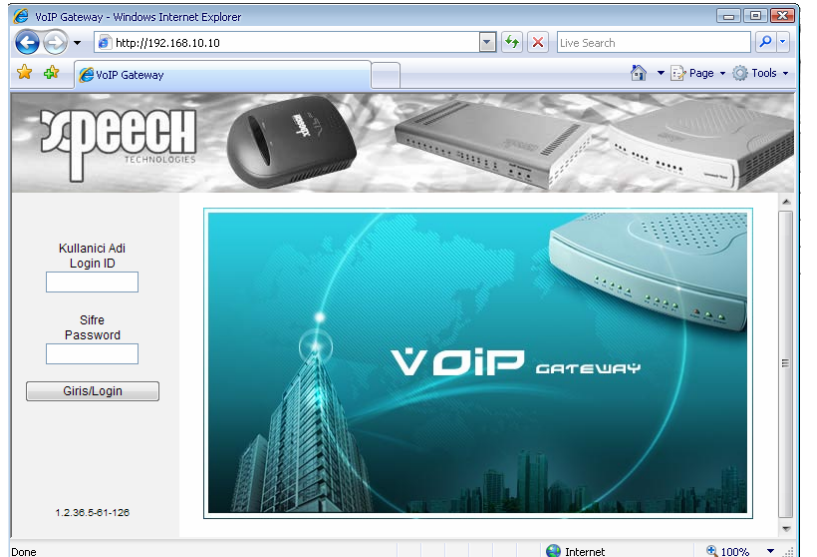 VoIP Gateway - Windows Internet Explorer
http://192.168.10.10
Live Search
VoIP Gateway
Page
Tools
xpeech
TECHNOLOGIES
Kullanici Adi
Login ID
Sifre
Password
Giris/Login
VOiP GATEWAY
1.2.36.5-61-126
Done
Internet
100%